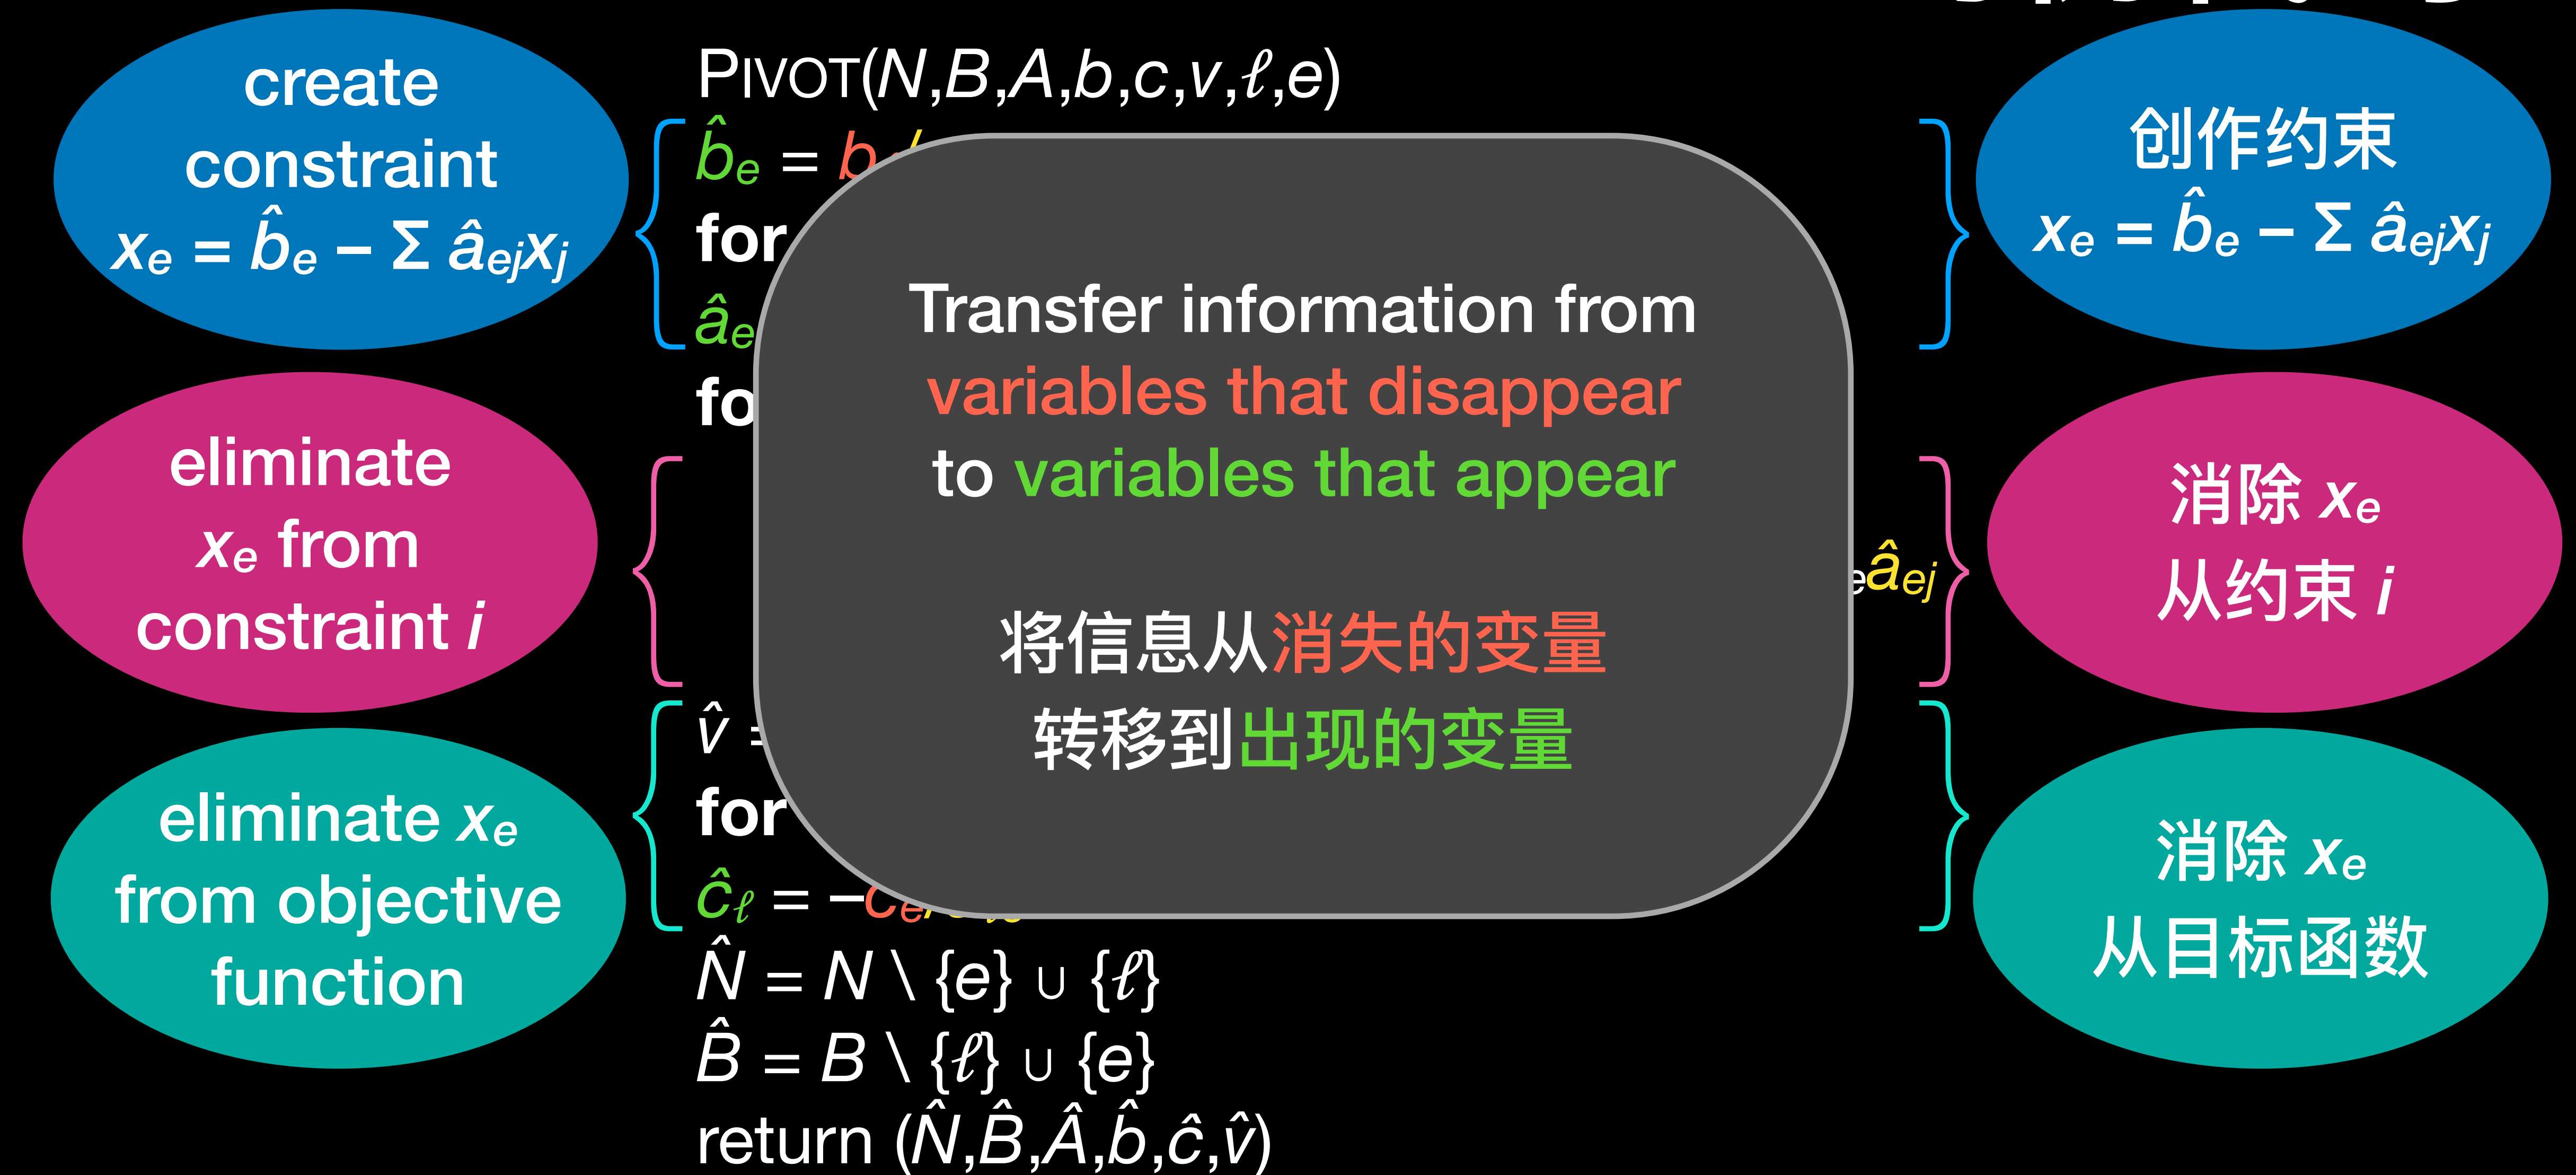 create
constraint
xₑ = b̂ₑ – Σ âₑⱼxⱼ
eliminate
xₑ from
constraint i
eliminate xₑ
from objective
function
PIVOT(N,B,A,b,c,v,ℓ,e)
b̂ₑ = b
for
âₑ
âₑⱼ
v̂ =
for
ĉ_ℓ = –cₑ
N̂ = N \ {e} ∪ {ℓ}
B̂ = B \ {ℓ} ∪ {e}
return (N̂,B̂,Â,b̂,ĉ,v̂)
Transfer information from
variables that disappear
to variables that appear
将信息从消失的变量
转移到出现的变量
创作约束
xₑ = b̂ₑ – Σ âₑⱼxⱼ
消除 xₑ
从约束 i
消除 xₑ
从目标函数